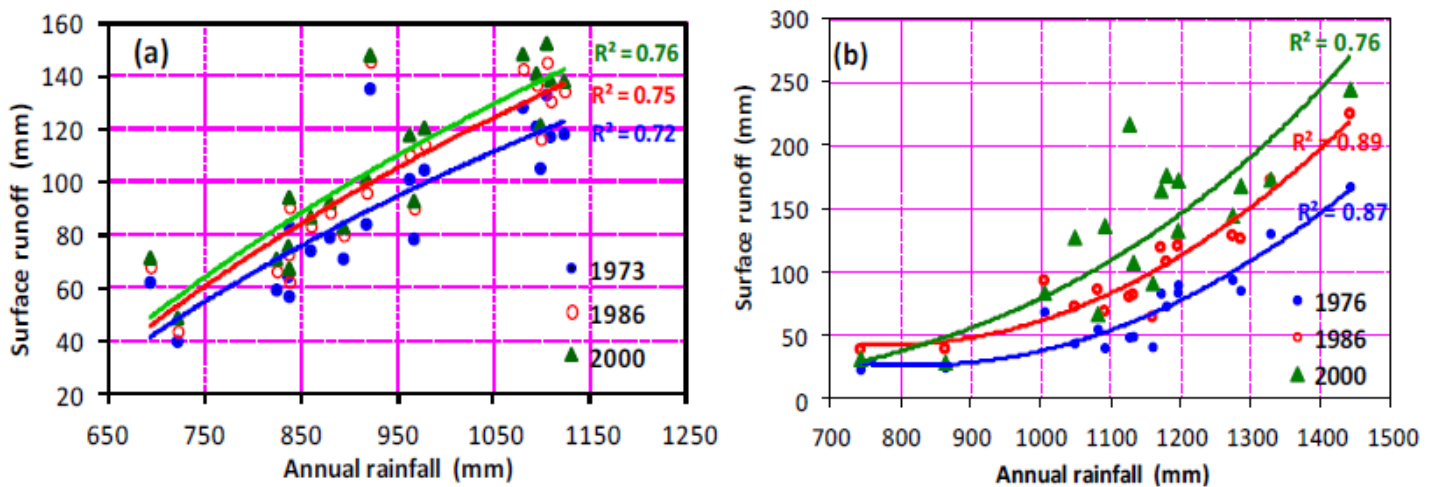 (a)
Surface runoff (mm)
160
140
120
100
80
60
40
20
R² = 0.76
R² = 0.75
R² = 0.72
1973
1986
2000
650 750 850 950 1050 1150 1250
Annual rainfall (mm)
(b)
Surface runoff (mm)
300
250
200
150
100
50
0
R² = 0.76
R² = 0.89
R² = 0.87
1976
1986
2000
700 800 900 1000 1100 1200 1300 1400 1500
Annual rainfall (mm)